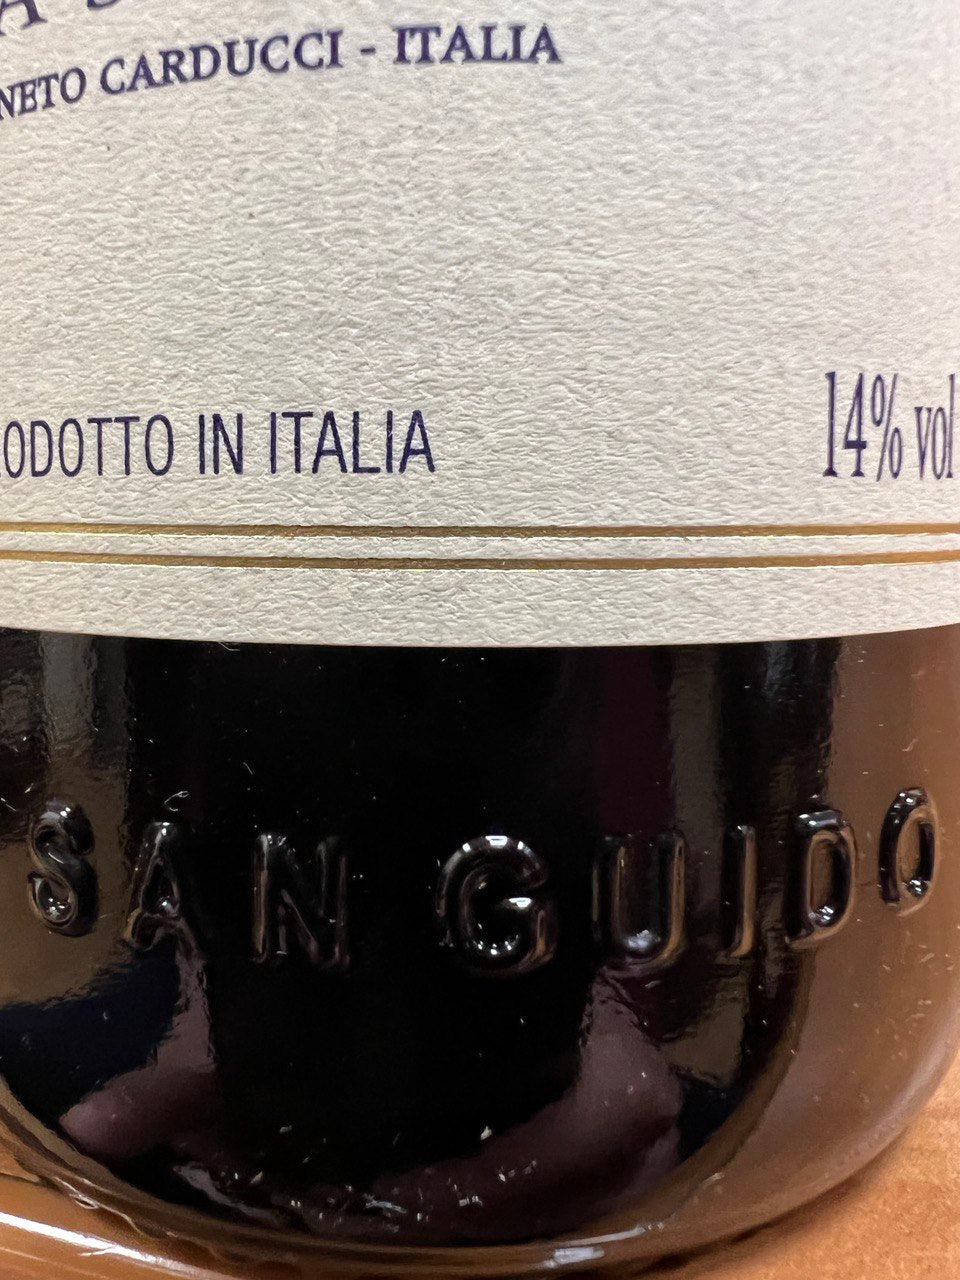 NETO CARDUCCI - ITALIA
ODOTTO IN ITALIA
14% vol
SAN GUIDO